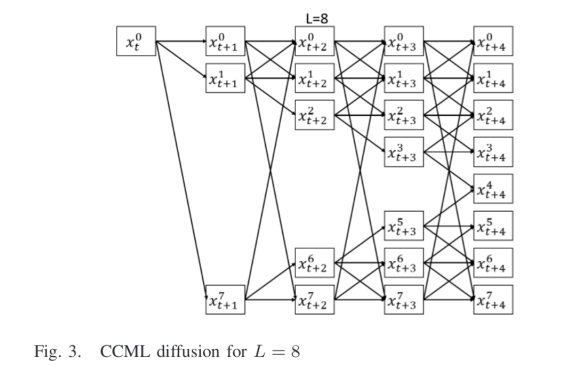 L=8
x_t^0 x_{t+1}^0 x_{t+2}^0 x_{t+3}^0 x_{t+4}^0
x_{t+1}^1 x_{t+2}^1 x_{t+3}^1 x_{t+4}^1
x_{t+2}^2 x_{t+3}^2 x_{t+4}^2
x_{t+3}^3 x_{t+4}^3
x_{t+4}^4
x_{t+3}^5 x_{t+4}^5
x_{t+2}^6 x_{t+3}^6 x_{t+4}^6
x_{t+1}^7 x_{t+2}^7 x_{t+3}^7 x_{t+4}^7
Fig. 3. CCML diffusion for L = 8